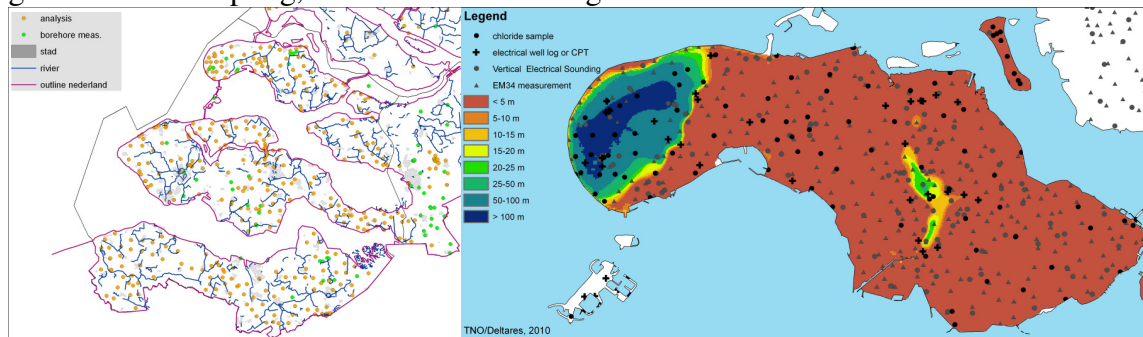 analysis
borehore meas.
stad
rivier
outline nederland
Legend
chloride sample
electrical well log or CPT
Vertical Electrical Sounding
EM34 measurement
< 5 m
5-10 m
10-15 m
15-20 m
20-25 m
25-50 m
50-100 m
> 100 m
TNO/Deltares, 2010